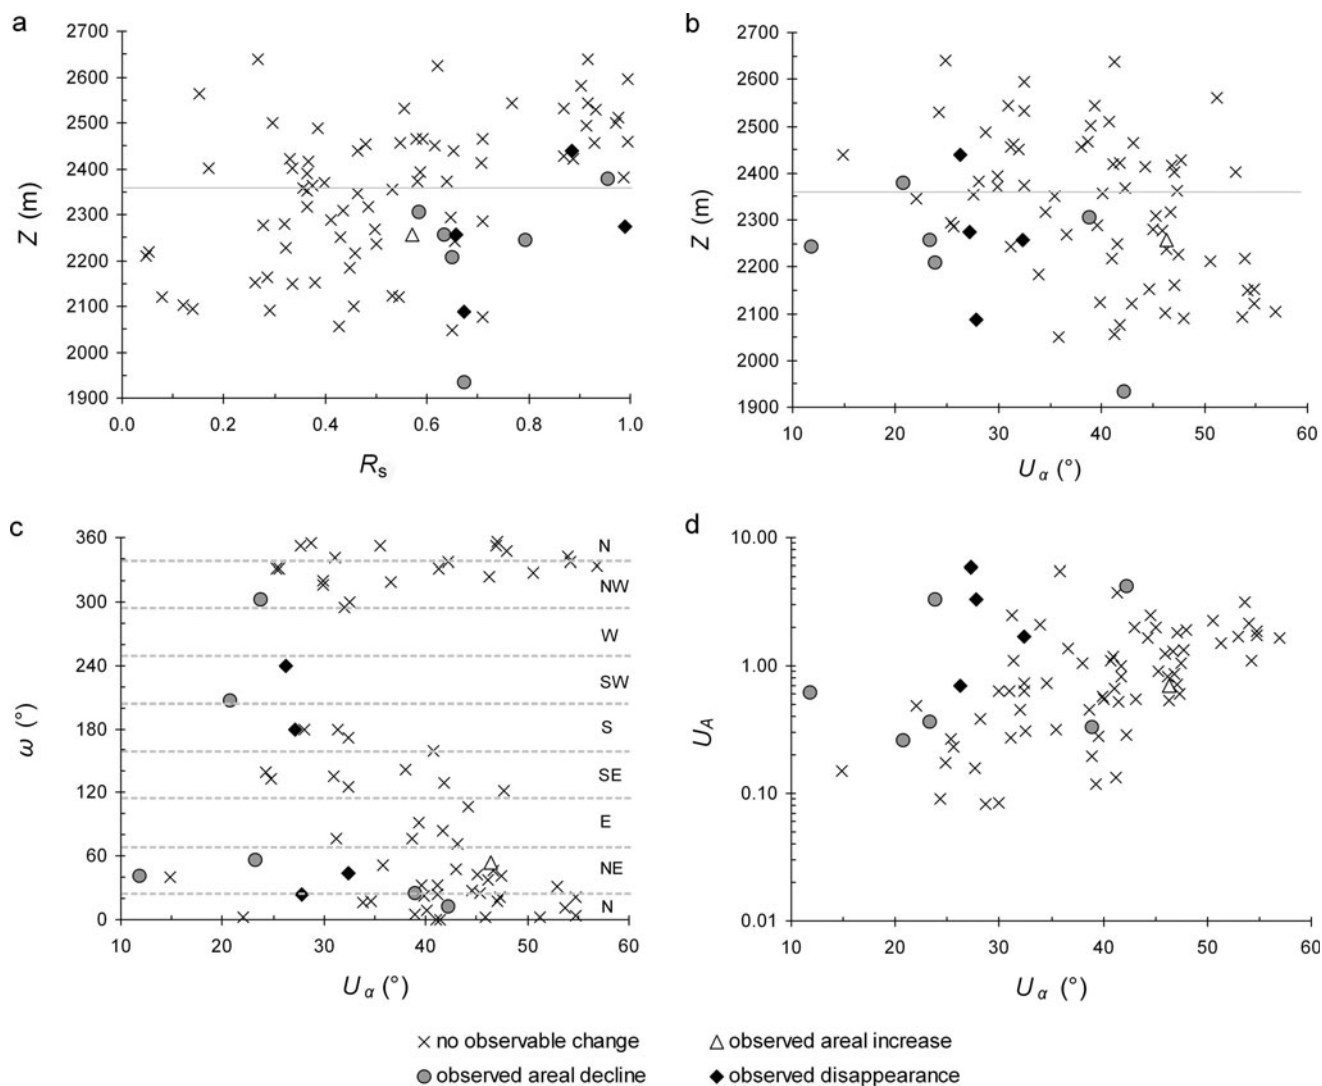 a
2700
2600
2500
2400
2300
2200
2100
2000
1900
Z (m)
0.0 0.2 0.4 0.6 0.8 1.0
Rs
b
2700
2600
2500
2400
2300
2200
2100
2000
1900
Z (m)
10 20 30 40 50 60
Uα (°)
c
360
300
240
180
120
60
0
ω (°)
N
NW
W
SW
S
SE
E
NE
N
10 20 30 40 50 60
Uα (°)
d
10.00
1.00
0.10
0.01
UA
10 20 30 40 50 60
Uα (°)
no observable change observed areal increase
observed areal decline observed disappearance